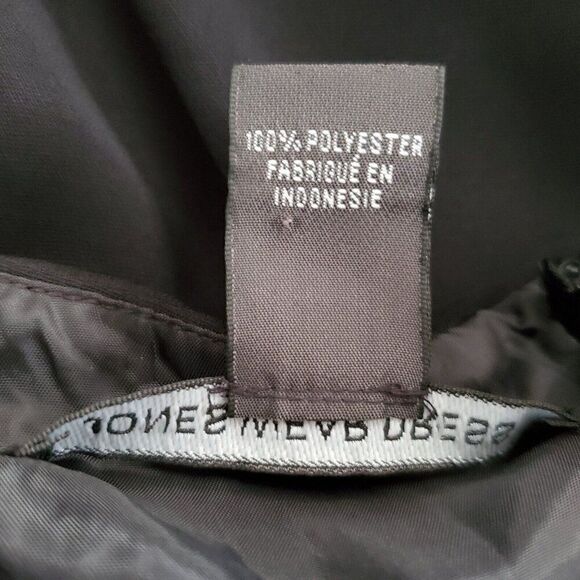 100% POLYESTER
FABRIQUÉ EN
INDONESIE
JONES WEAR DRESS